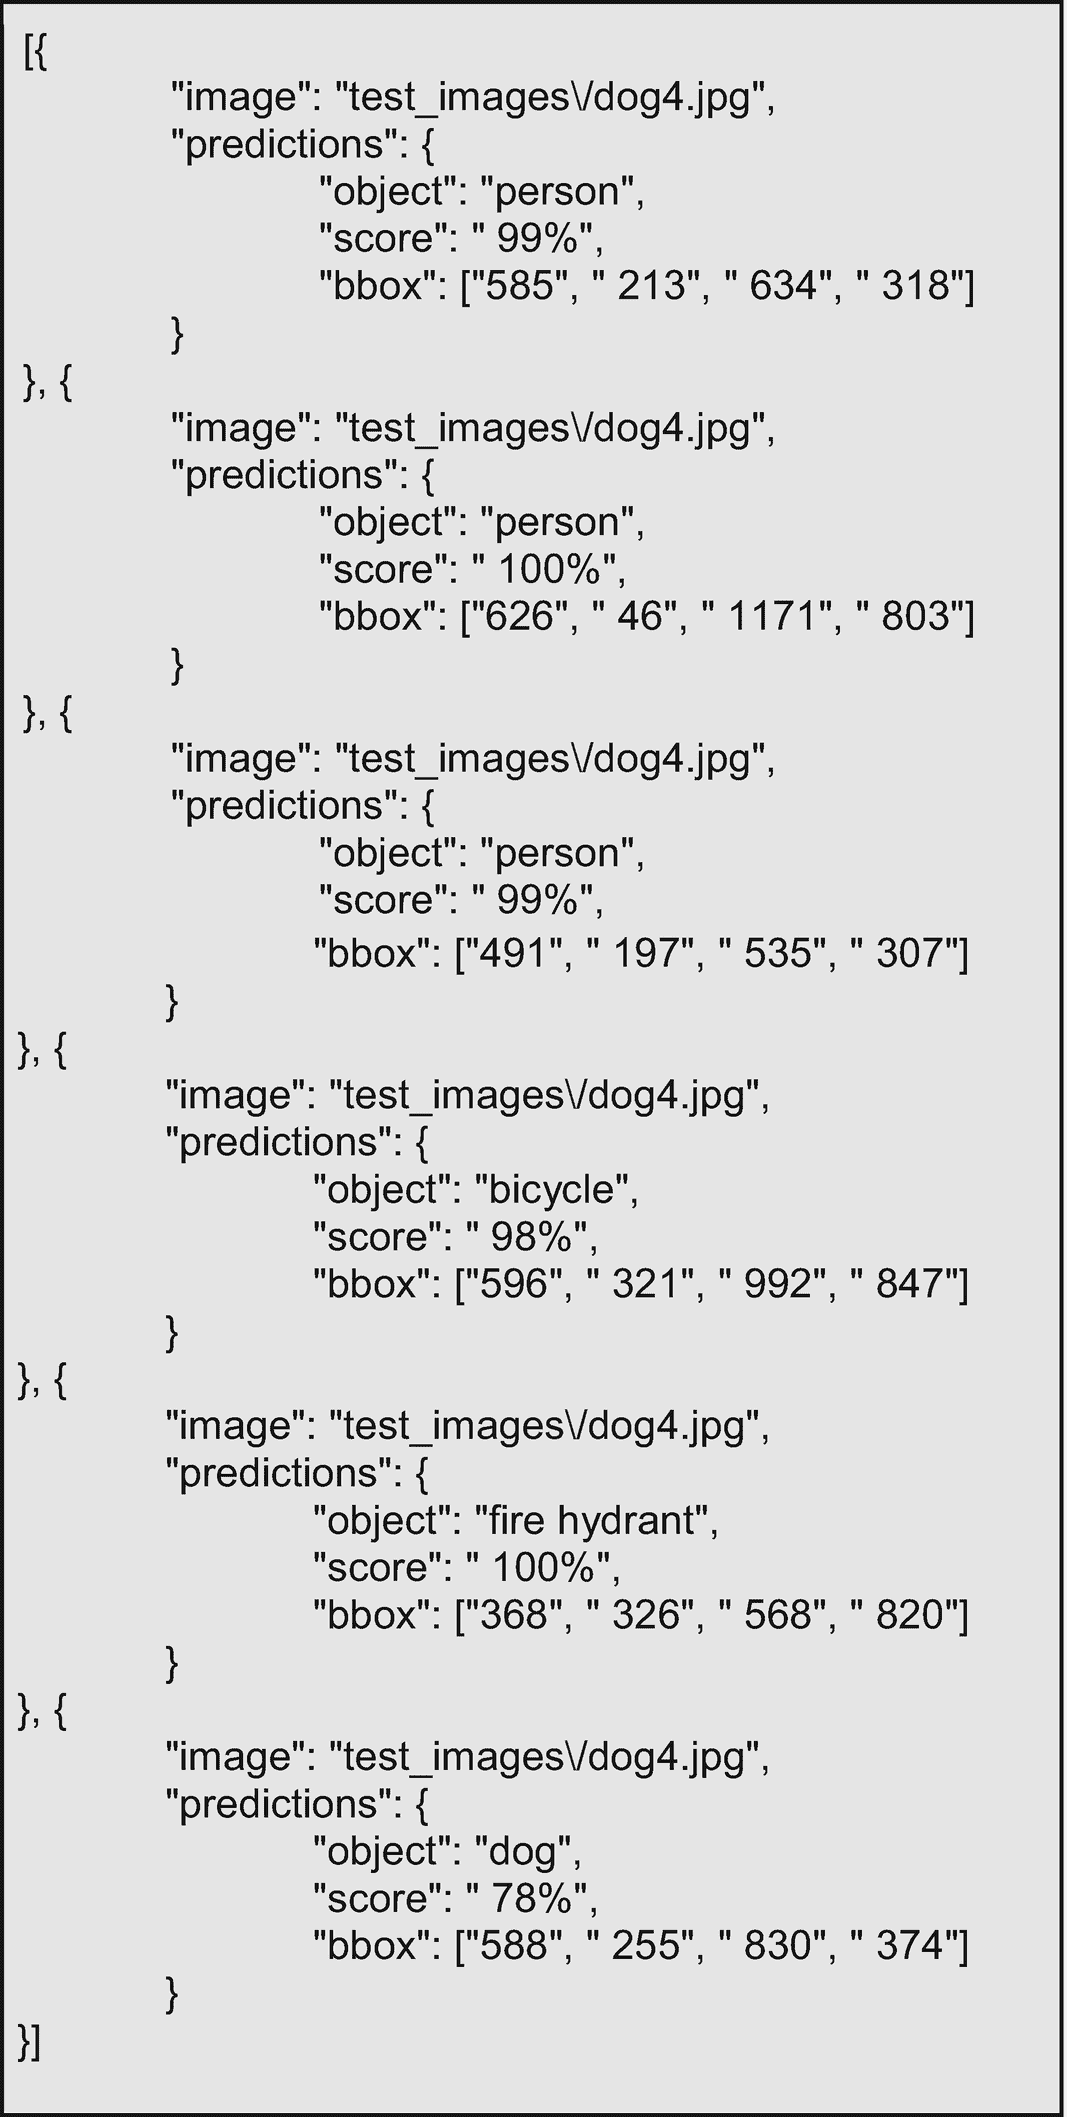 [{
"image": "test_images\/dog4.jpg",
"predictions": {
"object": "person",
"score": " 99%",
"bbox": ["585", " 213", " 634", " 318"]
}
}, {
"image": "test_images\/dog4.jpg",
"predictions": {
"object": "person",
"score": " 100%",
"bbox": ["626", " 46", " 1171", " 803"]
}
}, {
"image": "test_images\/dog4.jpg",
"predictions": {
"object": "person",
"score": " 99%",
"bbox": ["491", " 197", " 535", " 307"]
}
}, {
"image": "test_images\/dog4.jpg",
"predictions": {
"object": "bicycle",
"score": " 98%",
"bbox": ["596", " 321", " 992", " 847"]
}
}, {
"image": "test_images\/dog4.jpg",
"predictions": {
"object": "fire hydrant",
"score": " 100%",
"bbox": ["368", " 326", " 568", " 820"]
}
}, {
"image": "test_images\/dog4.jpg",
"predictions": {
"object": "dog",
"score": " 78%",
"bbox": ["588", " 255", " 830", " 374"]
}
}]